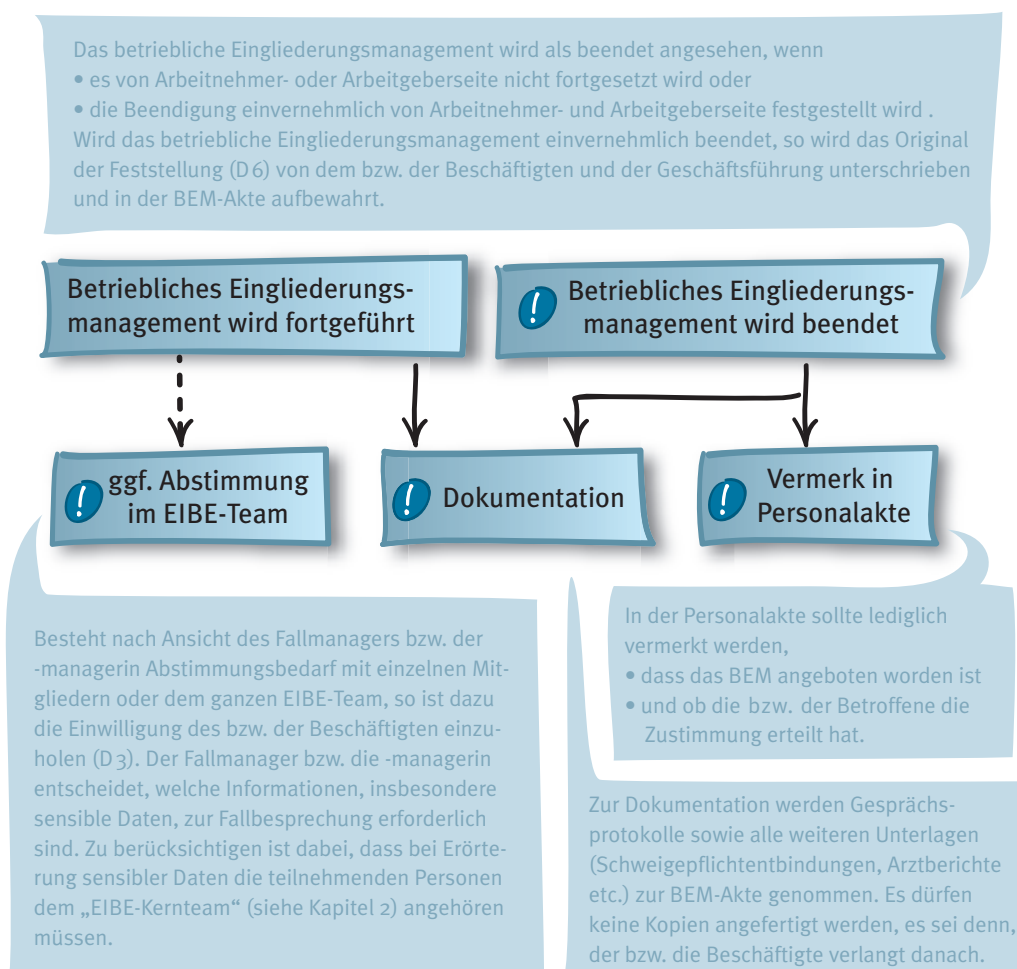 Das betriebliche Eingliederungsmanagement wird als beendet angesehen, wenn
• es von Arbeitnehmer- oder Arbeitgeberseite nicht fortgesetzt wird oder
• die Beendigung einvernehmlich von Arbeitnehmer- und Arbeitgeberseite festgestellt wird .
Wird das betriebliche Eingliederungsmanagement einvernehmlich beendet, so wird das Original
der Feststellung (D 6) von dem bzw. der Beschäftigten und der Geschäftsführung unterschrieben
und in der BEM-Akte aufbewahrt.
Betriebliches Eingliederungs-
management wird fortgeführt
! Betriebliches Eingliederungs-
management wird beendet
! ggf. Abstimmung
im EIBE-Team
! Dokumentation
! Vermerk in
Personalakte
Besteht nach Ansicht des Fallmanagers bzw. der
-managerin Abstimmungsbedarf mit einzelnen Mit-
gliedern oder dem ganzen EIBE-Team, so ist dazu
die Einwilligung des bzw. der Beschäftigten einzu-
holen (D 3). Der Fallmanager bzw. die -managerin
entscheidet, welche Informationen, insbesondere
sensible Daten, zur Fallbesprechung erforderlich
sind. Zu berücksichtigen ist dabei, dass bei Erörte-
rung sensibler Daten die teilnehmenden Personen
dem „EIBE-Kernteam“ (siehe Kapitel 2) angehören
müssen.
In der Personalakte sollte lediglich
vermerkt werden,
• dass das BEM angeboten worden ist
• und ob die bzw. der Betroffene die
Zustimmung erteilt hat.
Zur Dokumentation werden Gesprächs-
protokolle sowie alle weiteren Unterlagen
(Schweigepflichtentbindungen, Arztberichte
etc.) zur BEM-Akte genommen. Es dürfen
keine Kopien angefertigt werden, es sei denn,
der bzw. die Beschäftigte verlangt danach.